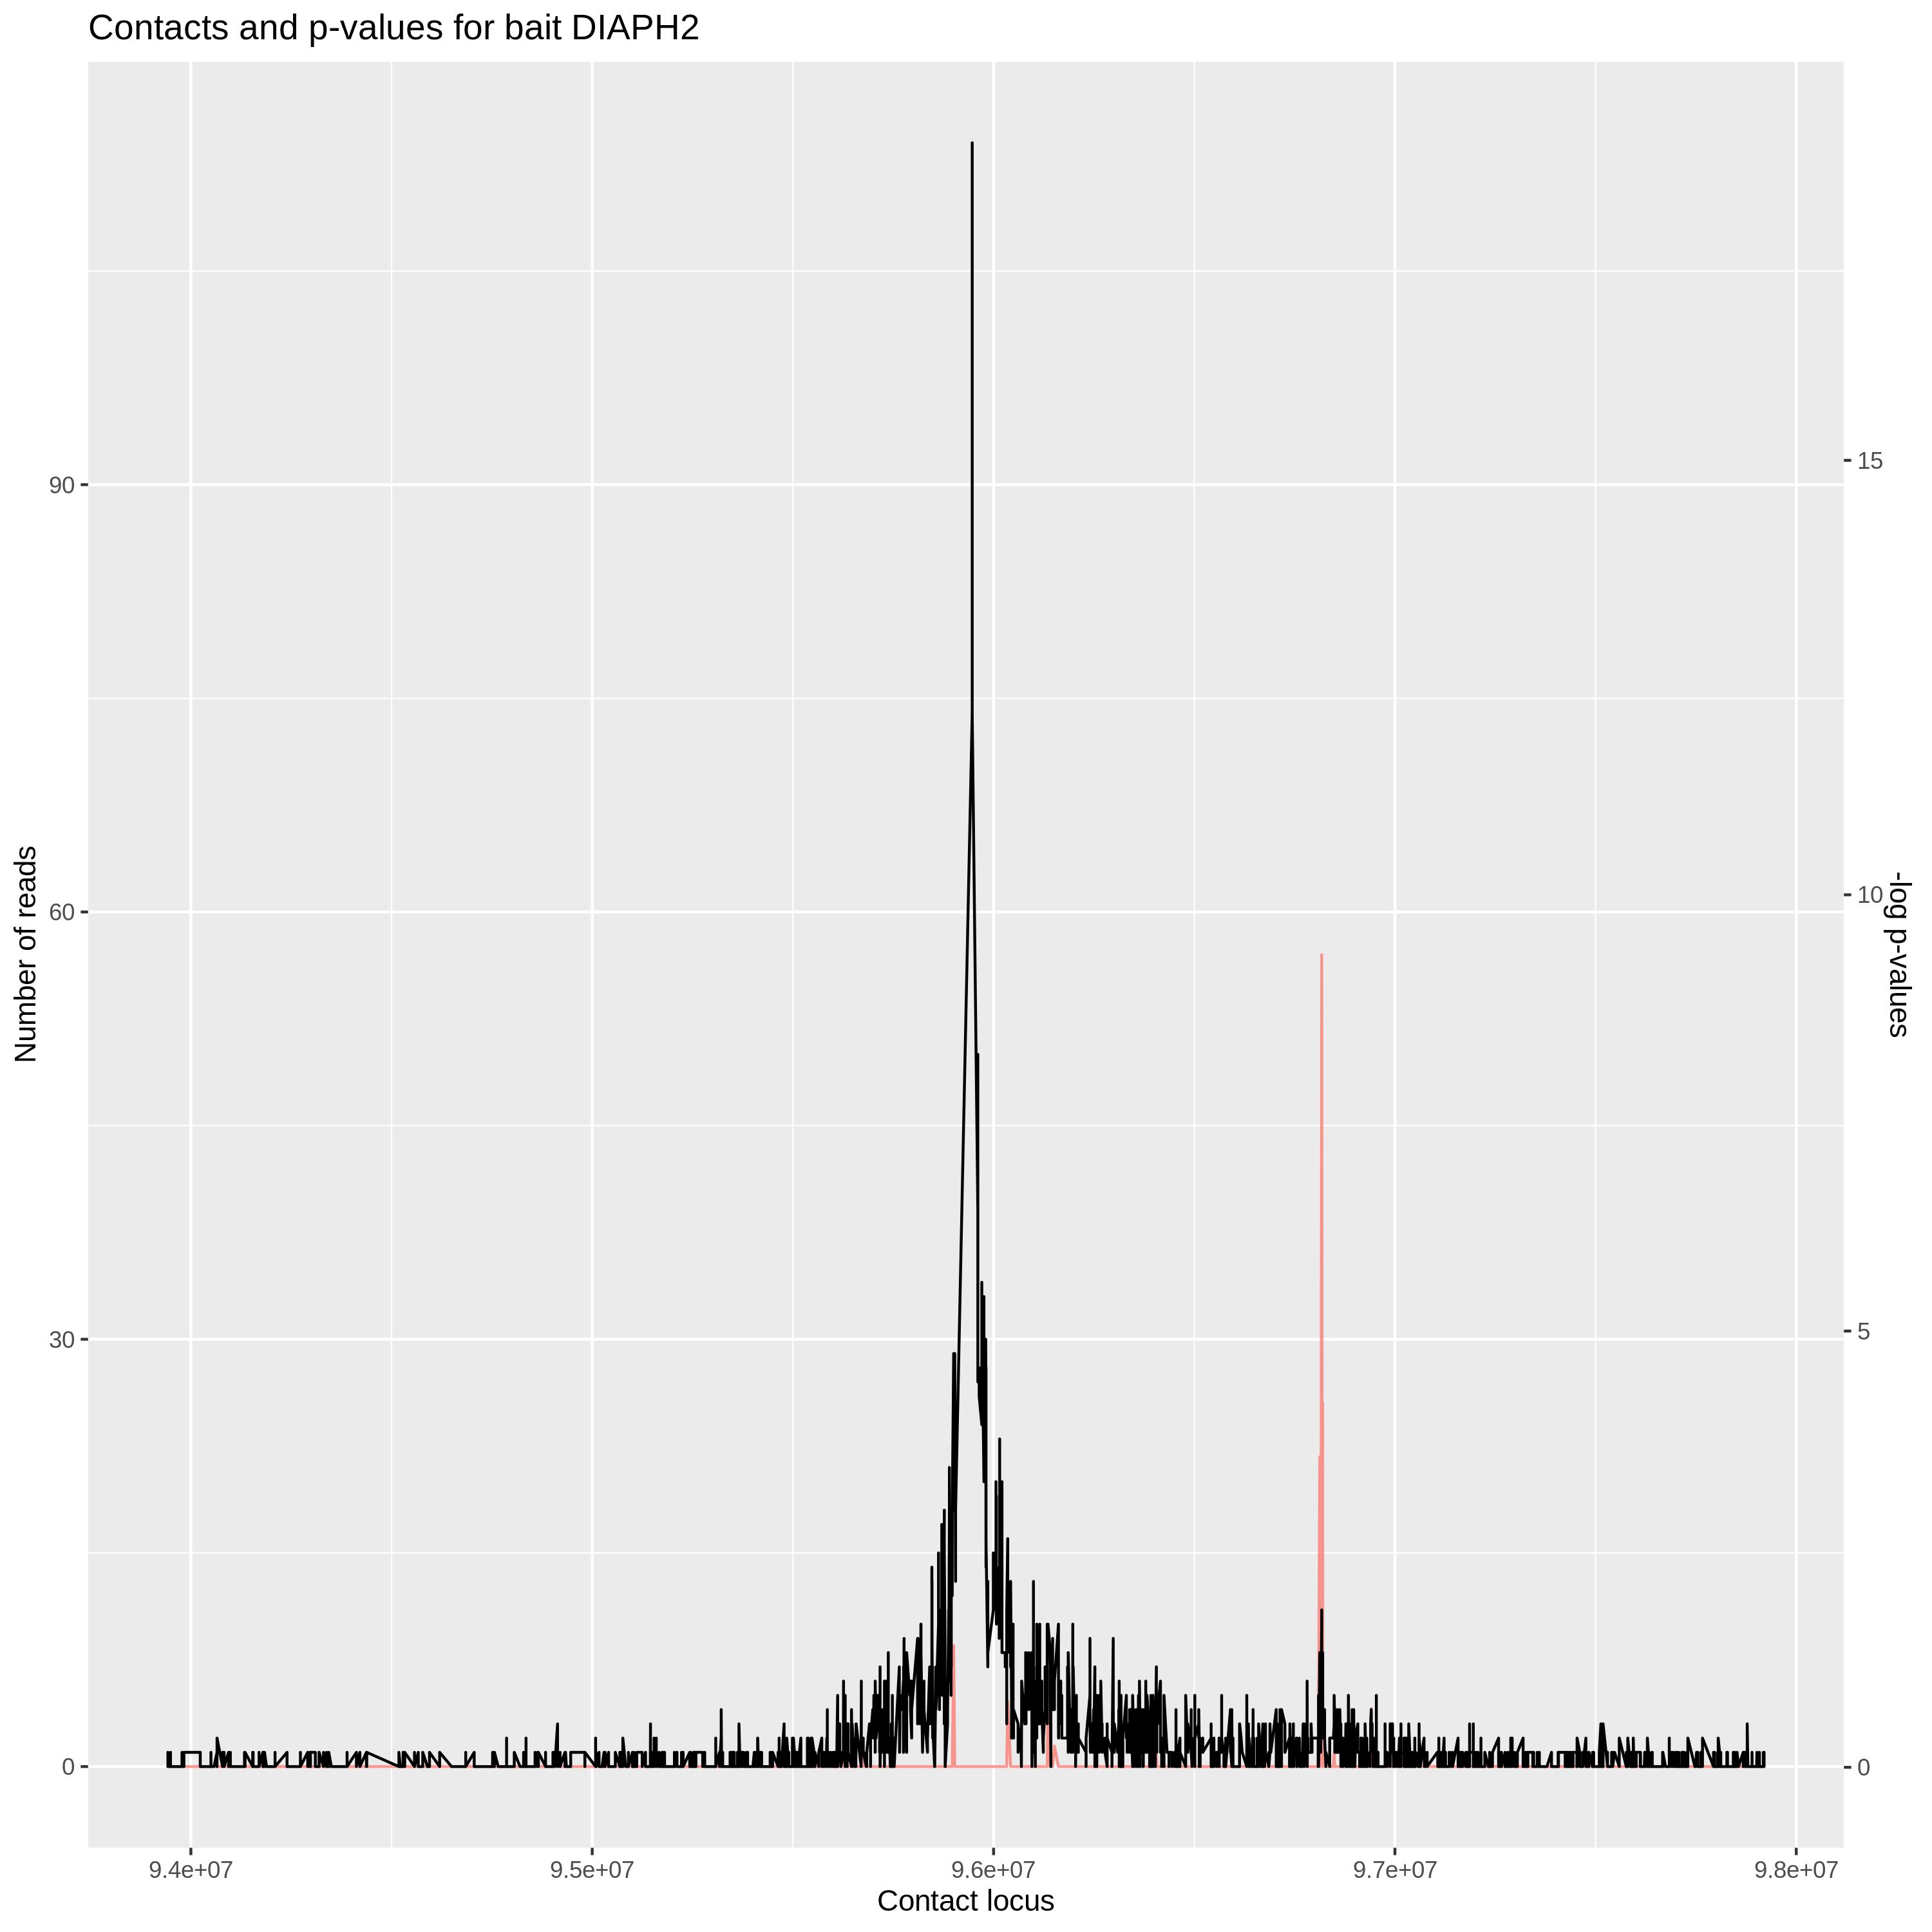 Contacts and p-values for bait DIAPH2
Number of reads
90
60
30
0
15
10
5
0
-log p-values
9.4e+07 9.5e+07 9.6e+07 9.7e+07 9.8e+07
Contact locus